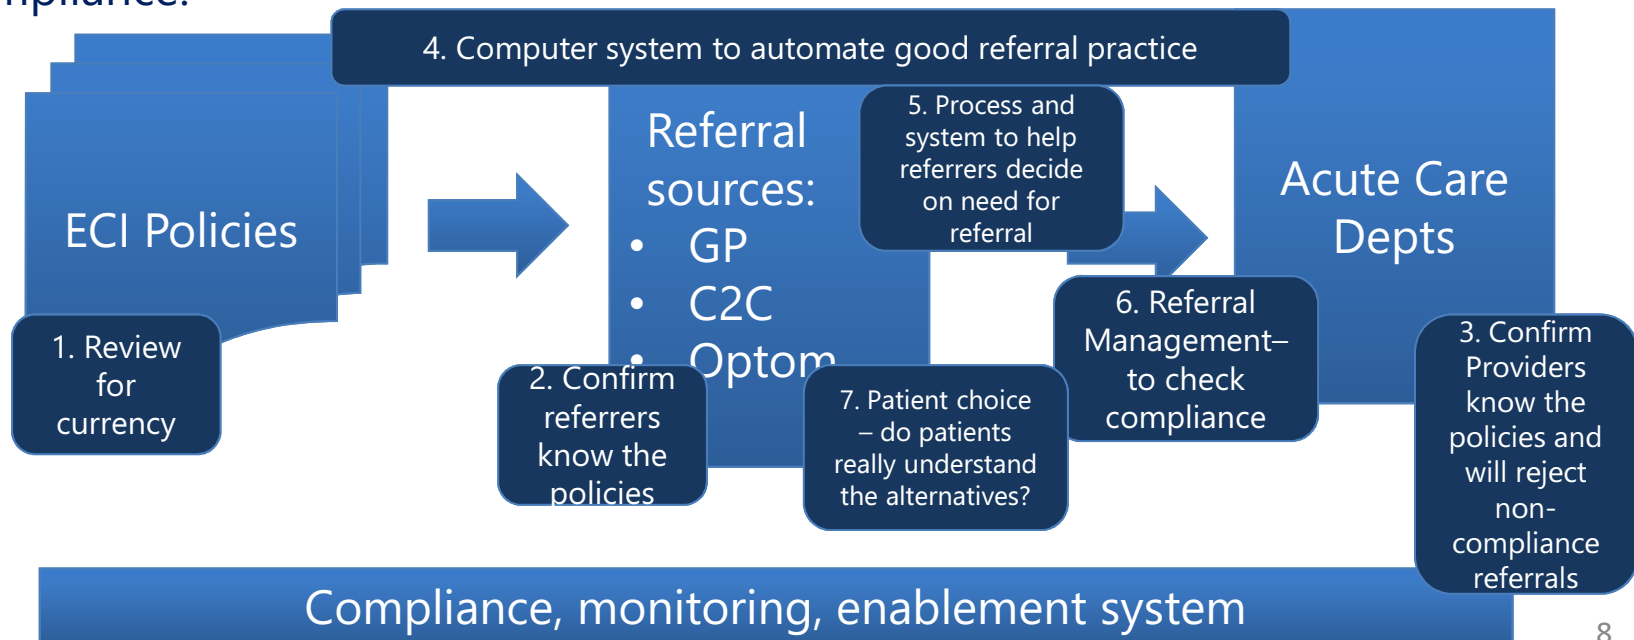 mpliance.
4. Computer system to automate good referral practice
ECI Policies
Referral
sources:
• GP
• C2C
• Optom
5. Process and
system to help
referrers decide
on need for
referral
Acute Care
Depts
1. Review
for
currency
2. Confirm
referrers
know the
policies
7. Patient choice
– do patients
really understand
the alternatives?
6. Referral
Management–
to check
compliance
3. Confirm
Providers
know the
policies and
will reject
non-
compliance
referrals
Compliance, monitoring, enablement system
8